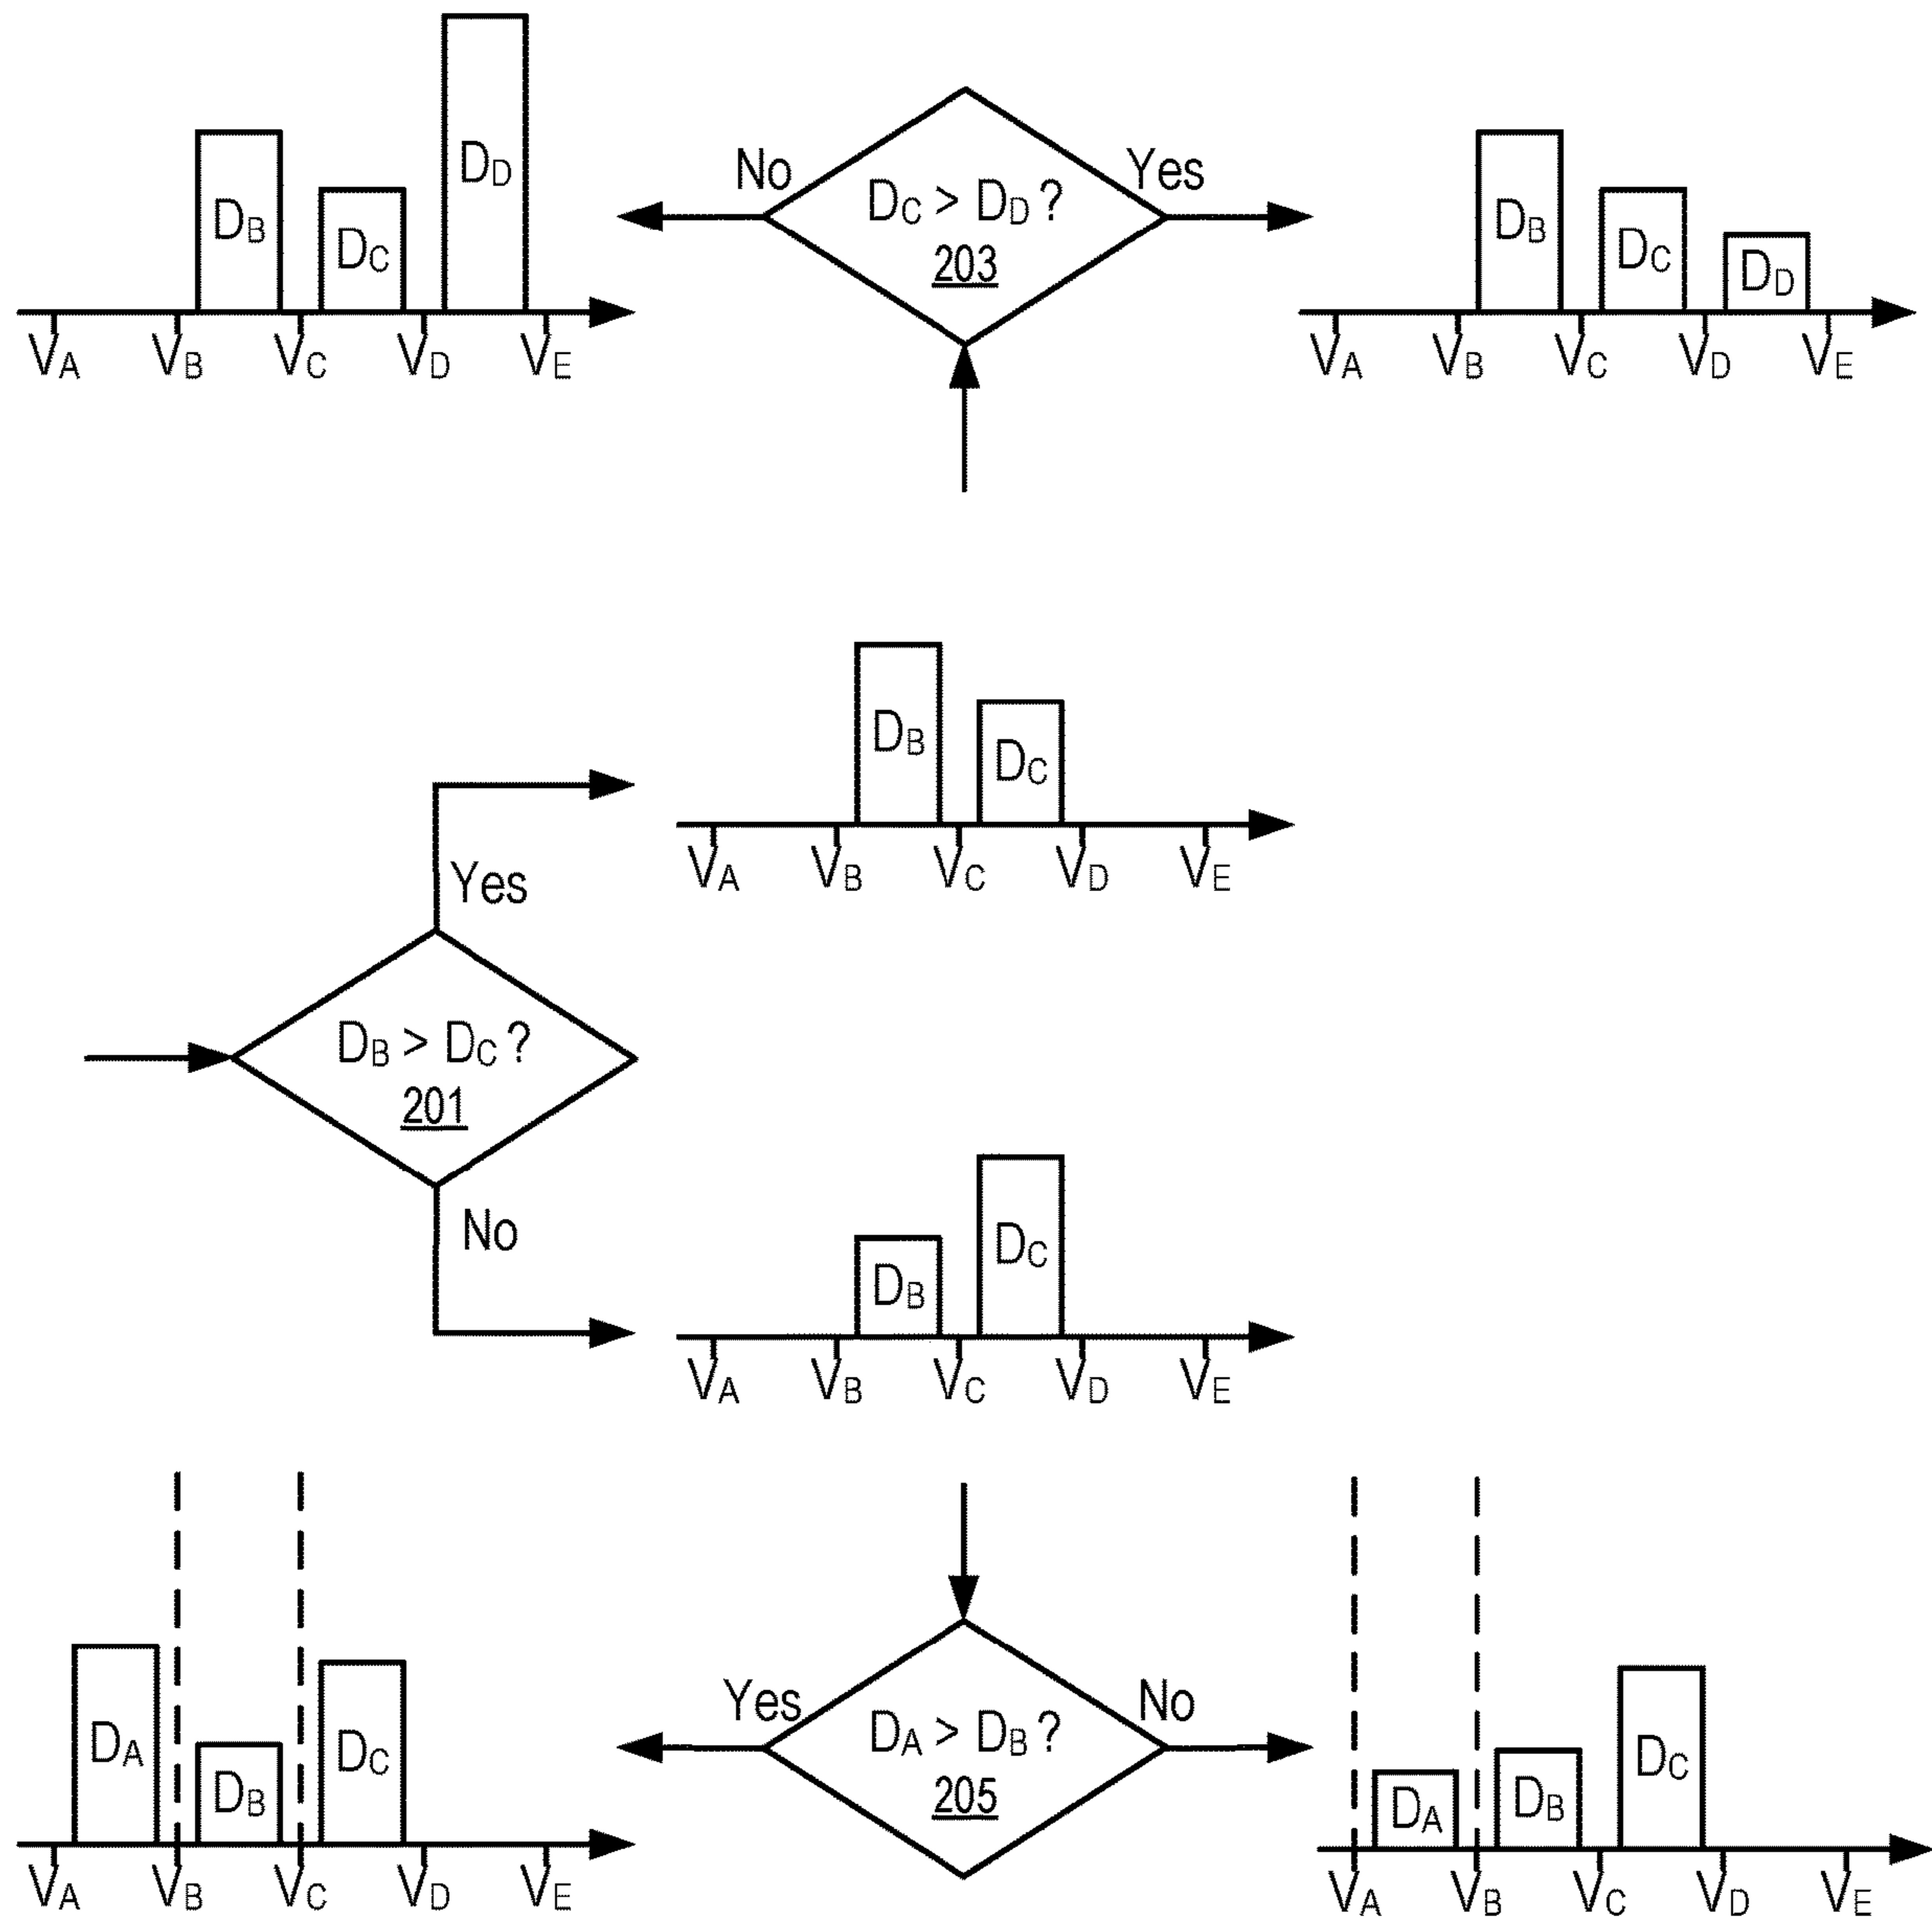 DB DC DD
VA VB VC VD VE
No DC > DD ? Yes
203
DB DC DD
VA VB VC VD VE
DB DC
VA VB VC VD VE
Yes
DB > DC ?
201
No
DB DC
VA VB VC VD VE
DA DB DC
VA VB VC VD VE
Yes DA > DB ? No
205
DA DB DC
VA VB VC VD VE